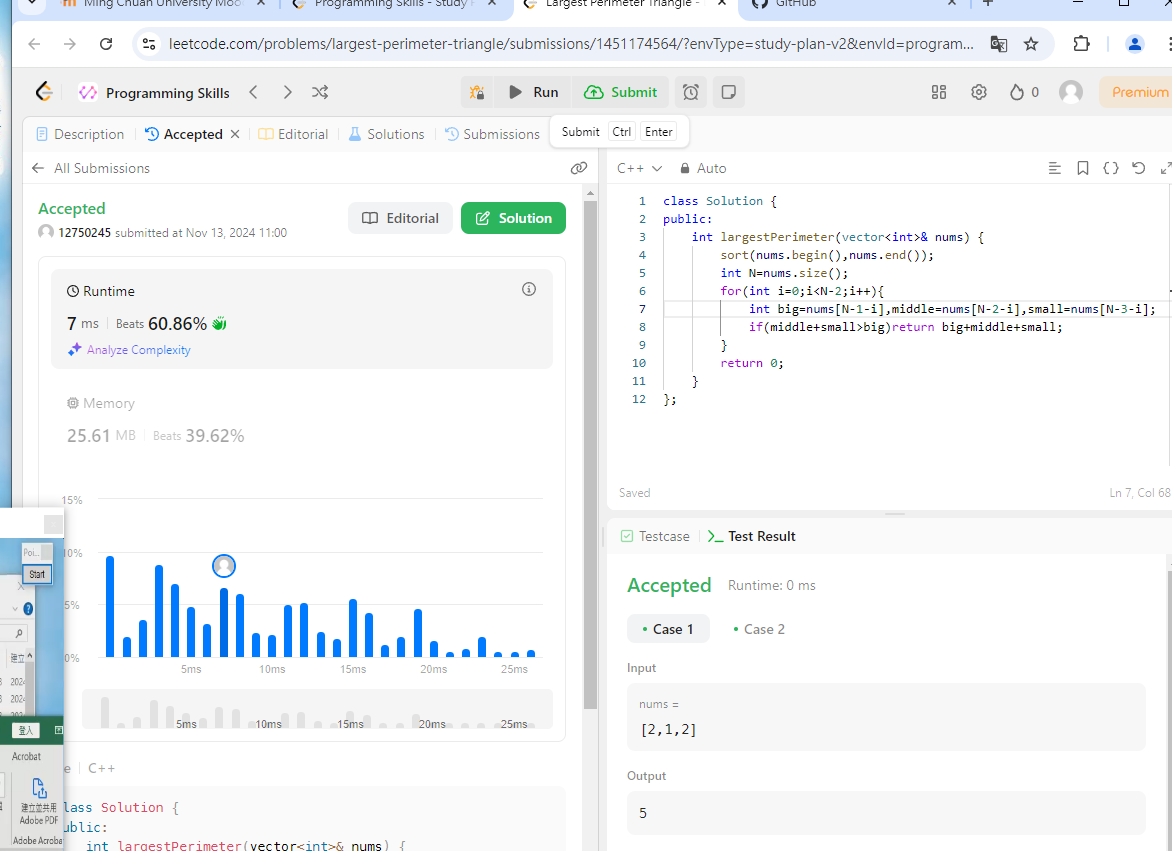 Ming Chuan University Moo
Programming Skills - Study
Largest Perimeter Triangle -
GitHub
leetcode.com/problems/largest-perimeter-triangle/submissions/1451174564/?envType=study-plan-v2&envId=program...
Programming Skills
Run
Submit
0
Premium
Description
Accepted
Editorial
Solutions
Submissions
Submit Ctrl Enter
All Submissions
Accepted
12750245 submitted at Nov 13, 2024 11:00
Editorial
Solution
Runtime
7 ms Beats 60.86%
Analyze Complexity
Memory
25.61 MB Beats 39.62%
15%
10%
5%
0%
5ms 10ms 15ms 20ms 25ms
5ms 10ms 15ms 20ms 25ms
Poi...
Start
建立
登入
Acrobat
建立並共用
Adobe PDF
Adobe Acroba
e C++
lass Solution {
ublic:
int largestPerimeter(vector<int>& nums) {
C++ Auto
1 class Solution {
2 public:
3 int largestPerimeter(vector<int>& nums) {
4 sort(nums.begin(),nums.end());
5 int N=nums.size();
6 for(int i=0;i<N-2;i++){
7 int big=nums[N-1-i],middle=nums[N-2-i],small=nums[N-3-i];
8 if(middle+small>big)return big+middle+small;
9 }
10 return 0;
11 }
12 };
Saved
Ln 7, Col 68
Testcase
Test Result
Accepted Runtime: 0 ms
Case 1
Case 2
Input
nums =
[2,1,2]
Output
5